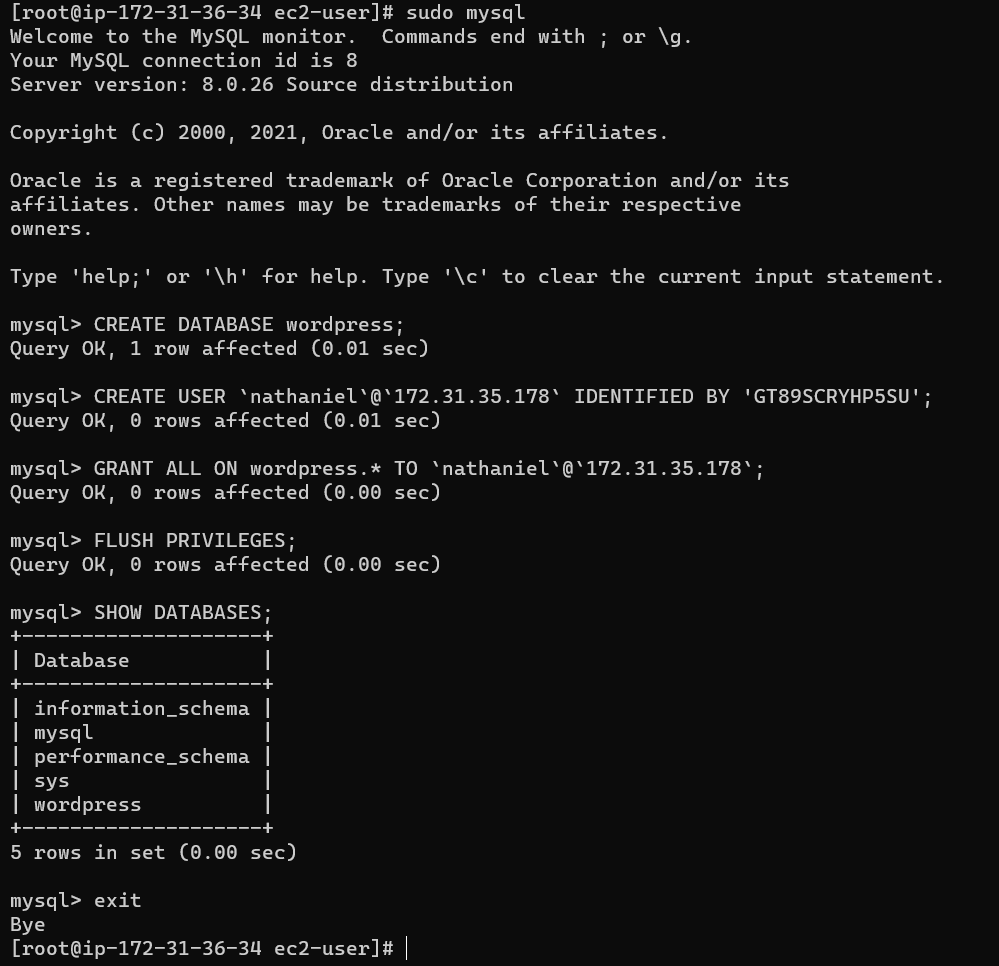 [root@ip-172-31-36-34 ec2-user]# sudo mysql
Welcome to the MySQL monitor.  Commands end with ; or \g.
Your MySQL connection id is 8
Server version: 8.0.26 Source distribution

Copyright (c) 2000, 2021, Oracle and/or its affiliates.

Oracle is a registered trademark of Oracle Corporation and/or its
affiliates. Other names may be trademarks of their respective
owners.

Type 'help;' or '\h' for help. Type '\c' to clear the current input statement.

mysql> CREATE DATABASE wordpress;
Query OK, 1 row affected (0.01 sec)

mysql> CREATE USER `nathaniel`@`172.31.35.178` IDENTIFIED BY 'GT89SCRYHP5SU';
Query OK, 0 rows affected (0.01 sec)

mysql> GRANT ALL ON wordpress.* TO `nathaniel`@`172.31.35.178`;
Query OK, 0 rows affected (0.00 sec)

mysql> FLUSH PRIVILEGES;
Query OK, 0 rows affected (0.00 sec)

mysql> SHOW DATABASES;
+--------------------+
| Database           |
+--------------------+
| information_schema |
| mysql              |
| performance_schema |
| sys                |
| wordpress          |
+--------------------+
5 rows in set (0.00 sec)

mysql> exit
Bye
[root@ip-172-31-36-34 ec2-user]#